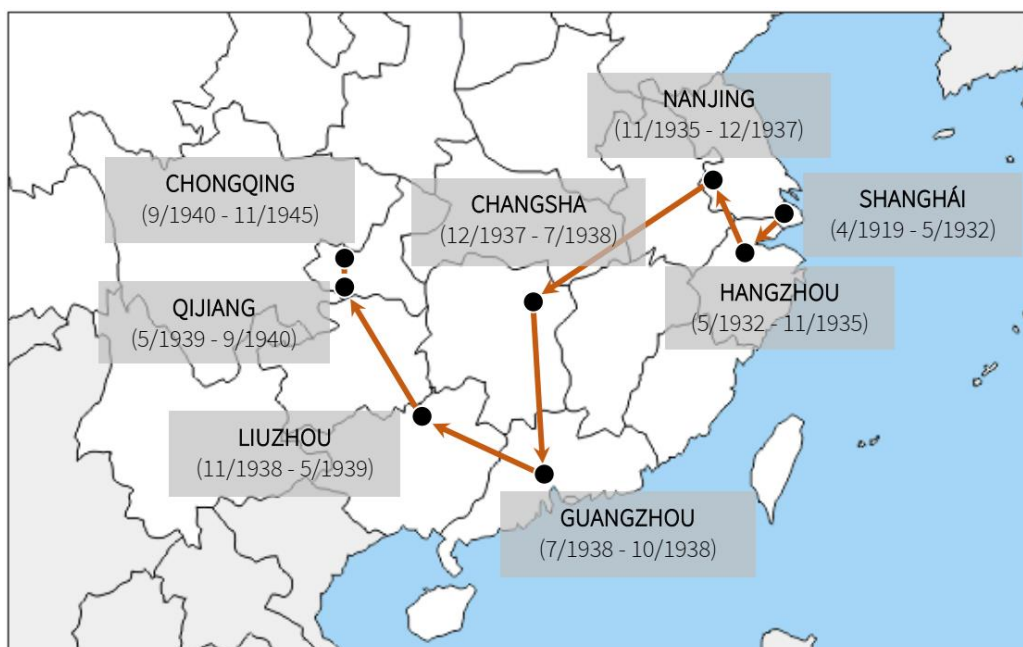 NANJING
(11/1935 - 12/1937)
CHONGQING
(9/1940 - 11/1945)
CHANGSHA
(12/1937 - 7/1938)
SHANGHÁI
(4/1919 - 5/1932)
QIJIANG
(5/1939 - 9/1940)
HANGZHOU
(5/1932 - 11/1935)
LIUZHOU
(11/1938 - 5/1939)
GUANGZHOU
(7/1938 - 10/1938)